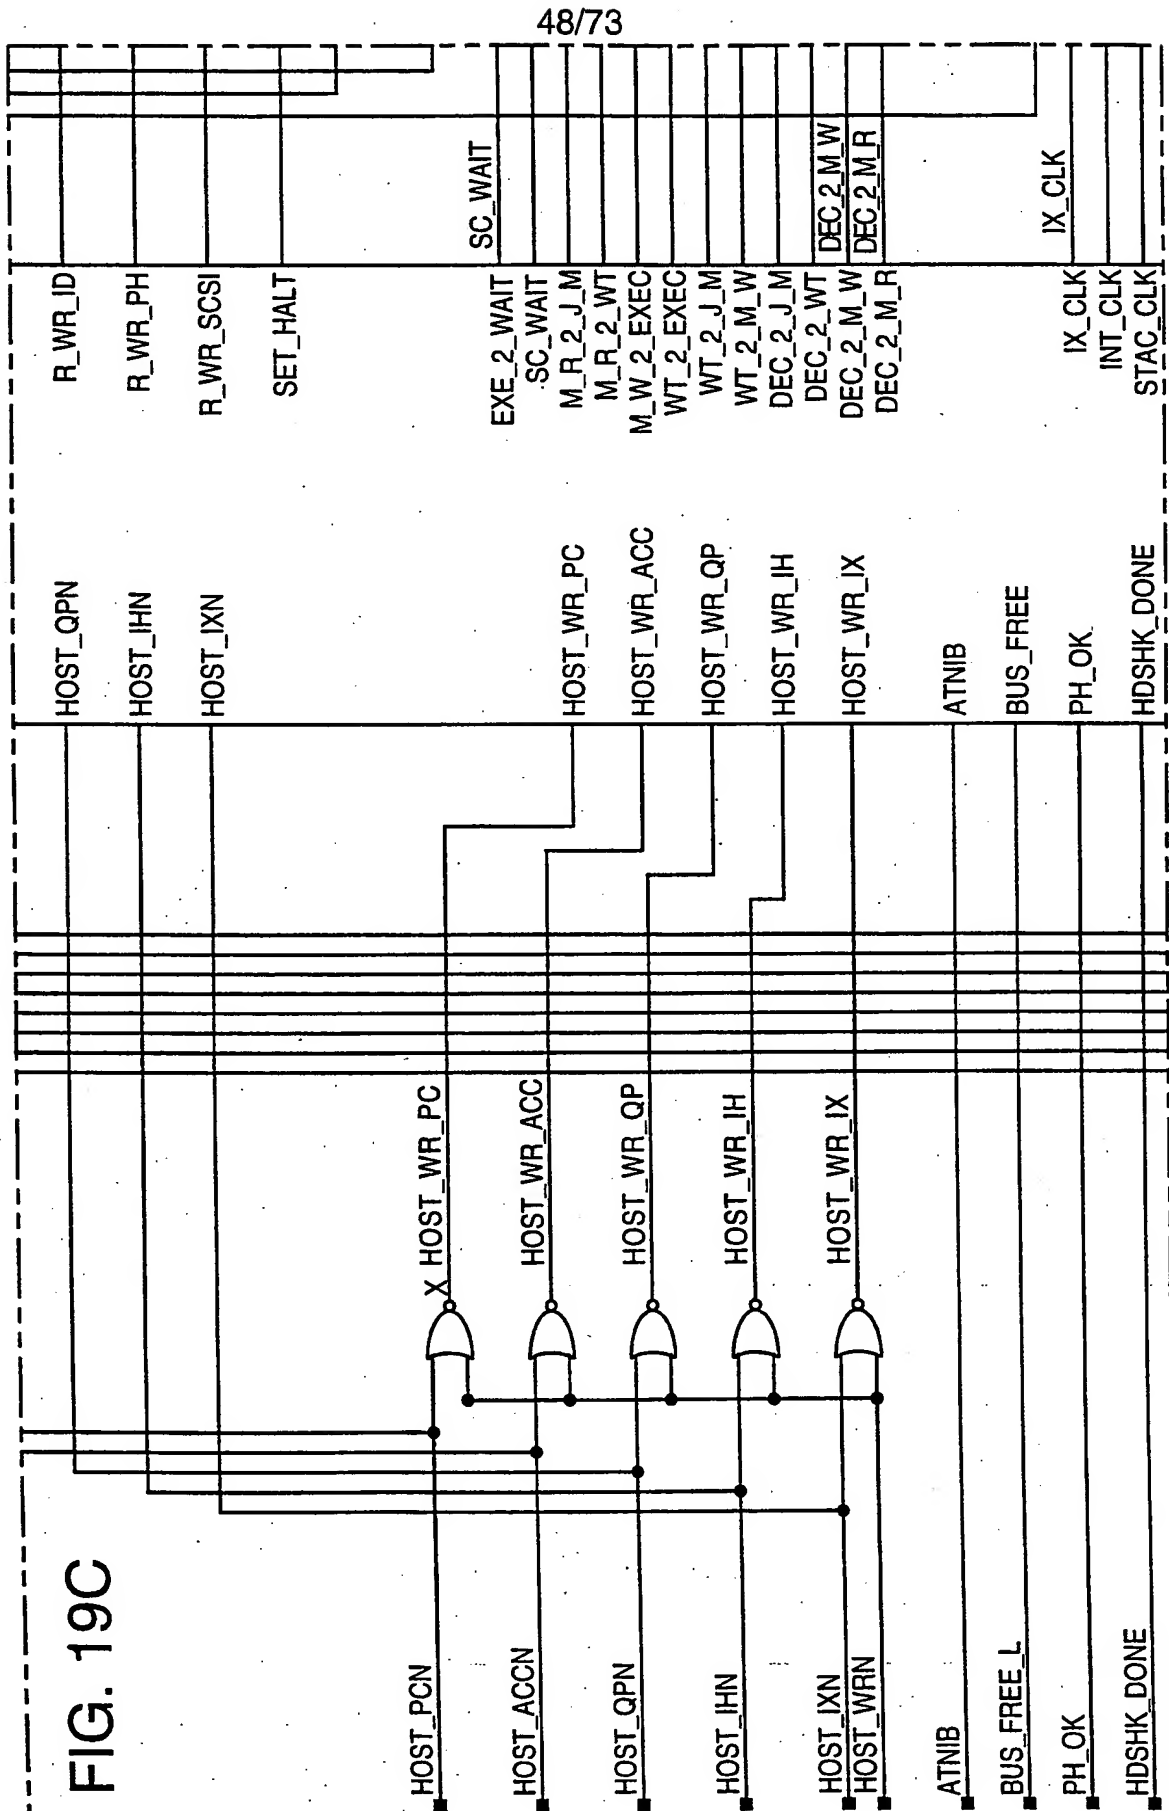 48/73
FIG. 19C
HOST_PCN
HOST_ACCN
HOST_QPN
HOST_IHN
HOST_IXN
HOST_WRN
ATNIB
BUS_FREE_L
PH_OK
HDSHK_DONE
X HOST_WR_PC
HOST_WR_ACC
HOST_WR_QP
HOST_WR_IH
HOST_WR_IX
HOST_QPN
HOST_IHN
HOST_IXN
HOST_WR_PC
HOST_WR_ACC
HOST_WR_QP
HOST_WR_IH
HOST_WR_IX
ATNIB
BUS_FREE
PH_OK
HDSHK_DONE
R_WR_ID
R_WR_PH
R_WR_SCSI
SET_HALT
EXE_2_WAIT
SC_WAIT
M_R_2_J_M
M_R_2_WT
M_W_2_EXEC
WT_2_EXEC
WT_2_J_M
WT_2_M_W
DEC_2_J_M
DEC_2_WT
DEC_2_M_W
DEC_2_M_R
IX_CLK
INT_CLK
STAC_CLK
SC_WAIT
DEC_2_M_W
DEC_2_M_R
IX_CLK